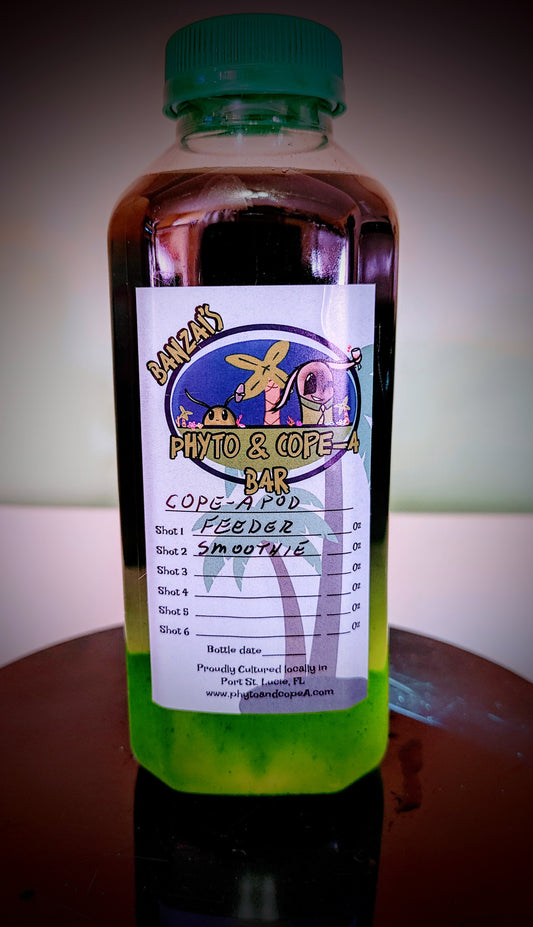 BANZAI'S
PHYTO & COPE-A
BAR
COPE-A POD
Shot 1 FEEDER Oz
Shot 2 SMOOTHIE Oz
Shot 3 Oz
Shot 4 Oz
Shot 5 Oz
Shot 6 Oz
Bottle date
Proudly Cultured locally in
Port St. Lucie, FL
www.phytoandcopeA.com